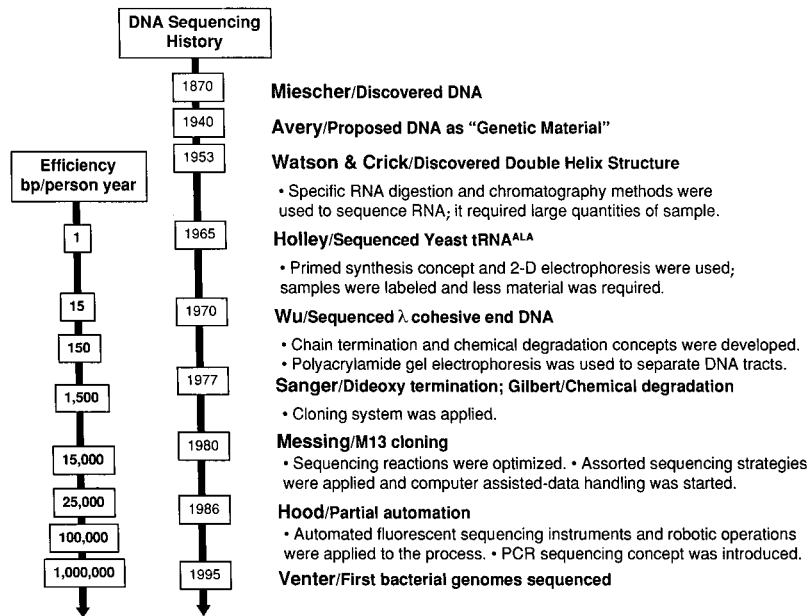 DNA Sequencing
History
1870
Miescher/Discovered DNA
1940
Avery/Proposed DNA as “Genetic Material”
1953
Watson & Crick/Discovered Double Helix Structure
Efficiency
bp/person year
• Specific RNA digestion and chromatography methods were
used to sequence RNA; it required large quantities of sample.
1
1965
Holley/Sequenced Yeast tRNAᴬᴸᴬ
• Primed synthesis concept and 2-D electrophoresis were used;
samples were labeled and less material was required.
15
1970
Wu/Sequenced λ cohesive end DNA
150
• Chain termination and chemical degradation concepts were developed.
• Polyacrylamide gel electrophoresis was used to separate DNA tracts.
1977
Sanger/Dideoxy termination; Gilbert/Chemical degradation
1,500
• Cloning system was applied.
1980
Messing/M13 cloning
15,000
• Sequencing reactions were optimized. • Assorted sequencing strategies
were applied and computer assisted-data handling was started.
25,000
1986
Hood/Partial automation
100,000
• Automated fluorescent sequencing instruments and robotic operations
were applied to the process. • PCR sequencing concept was introduced.
1,000,000
1995
Venter/First bacterial genomes sequenced